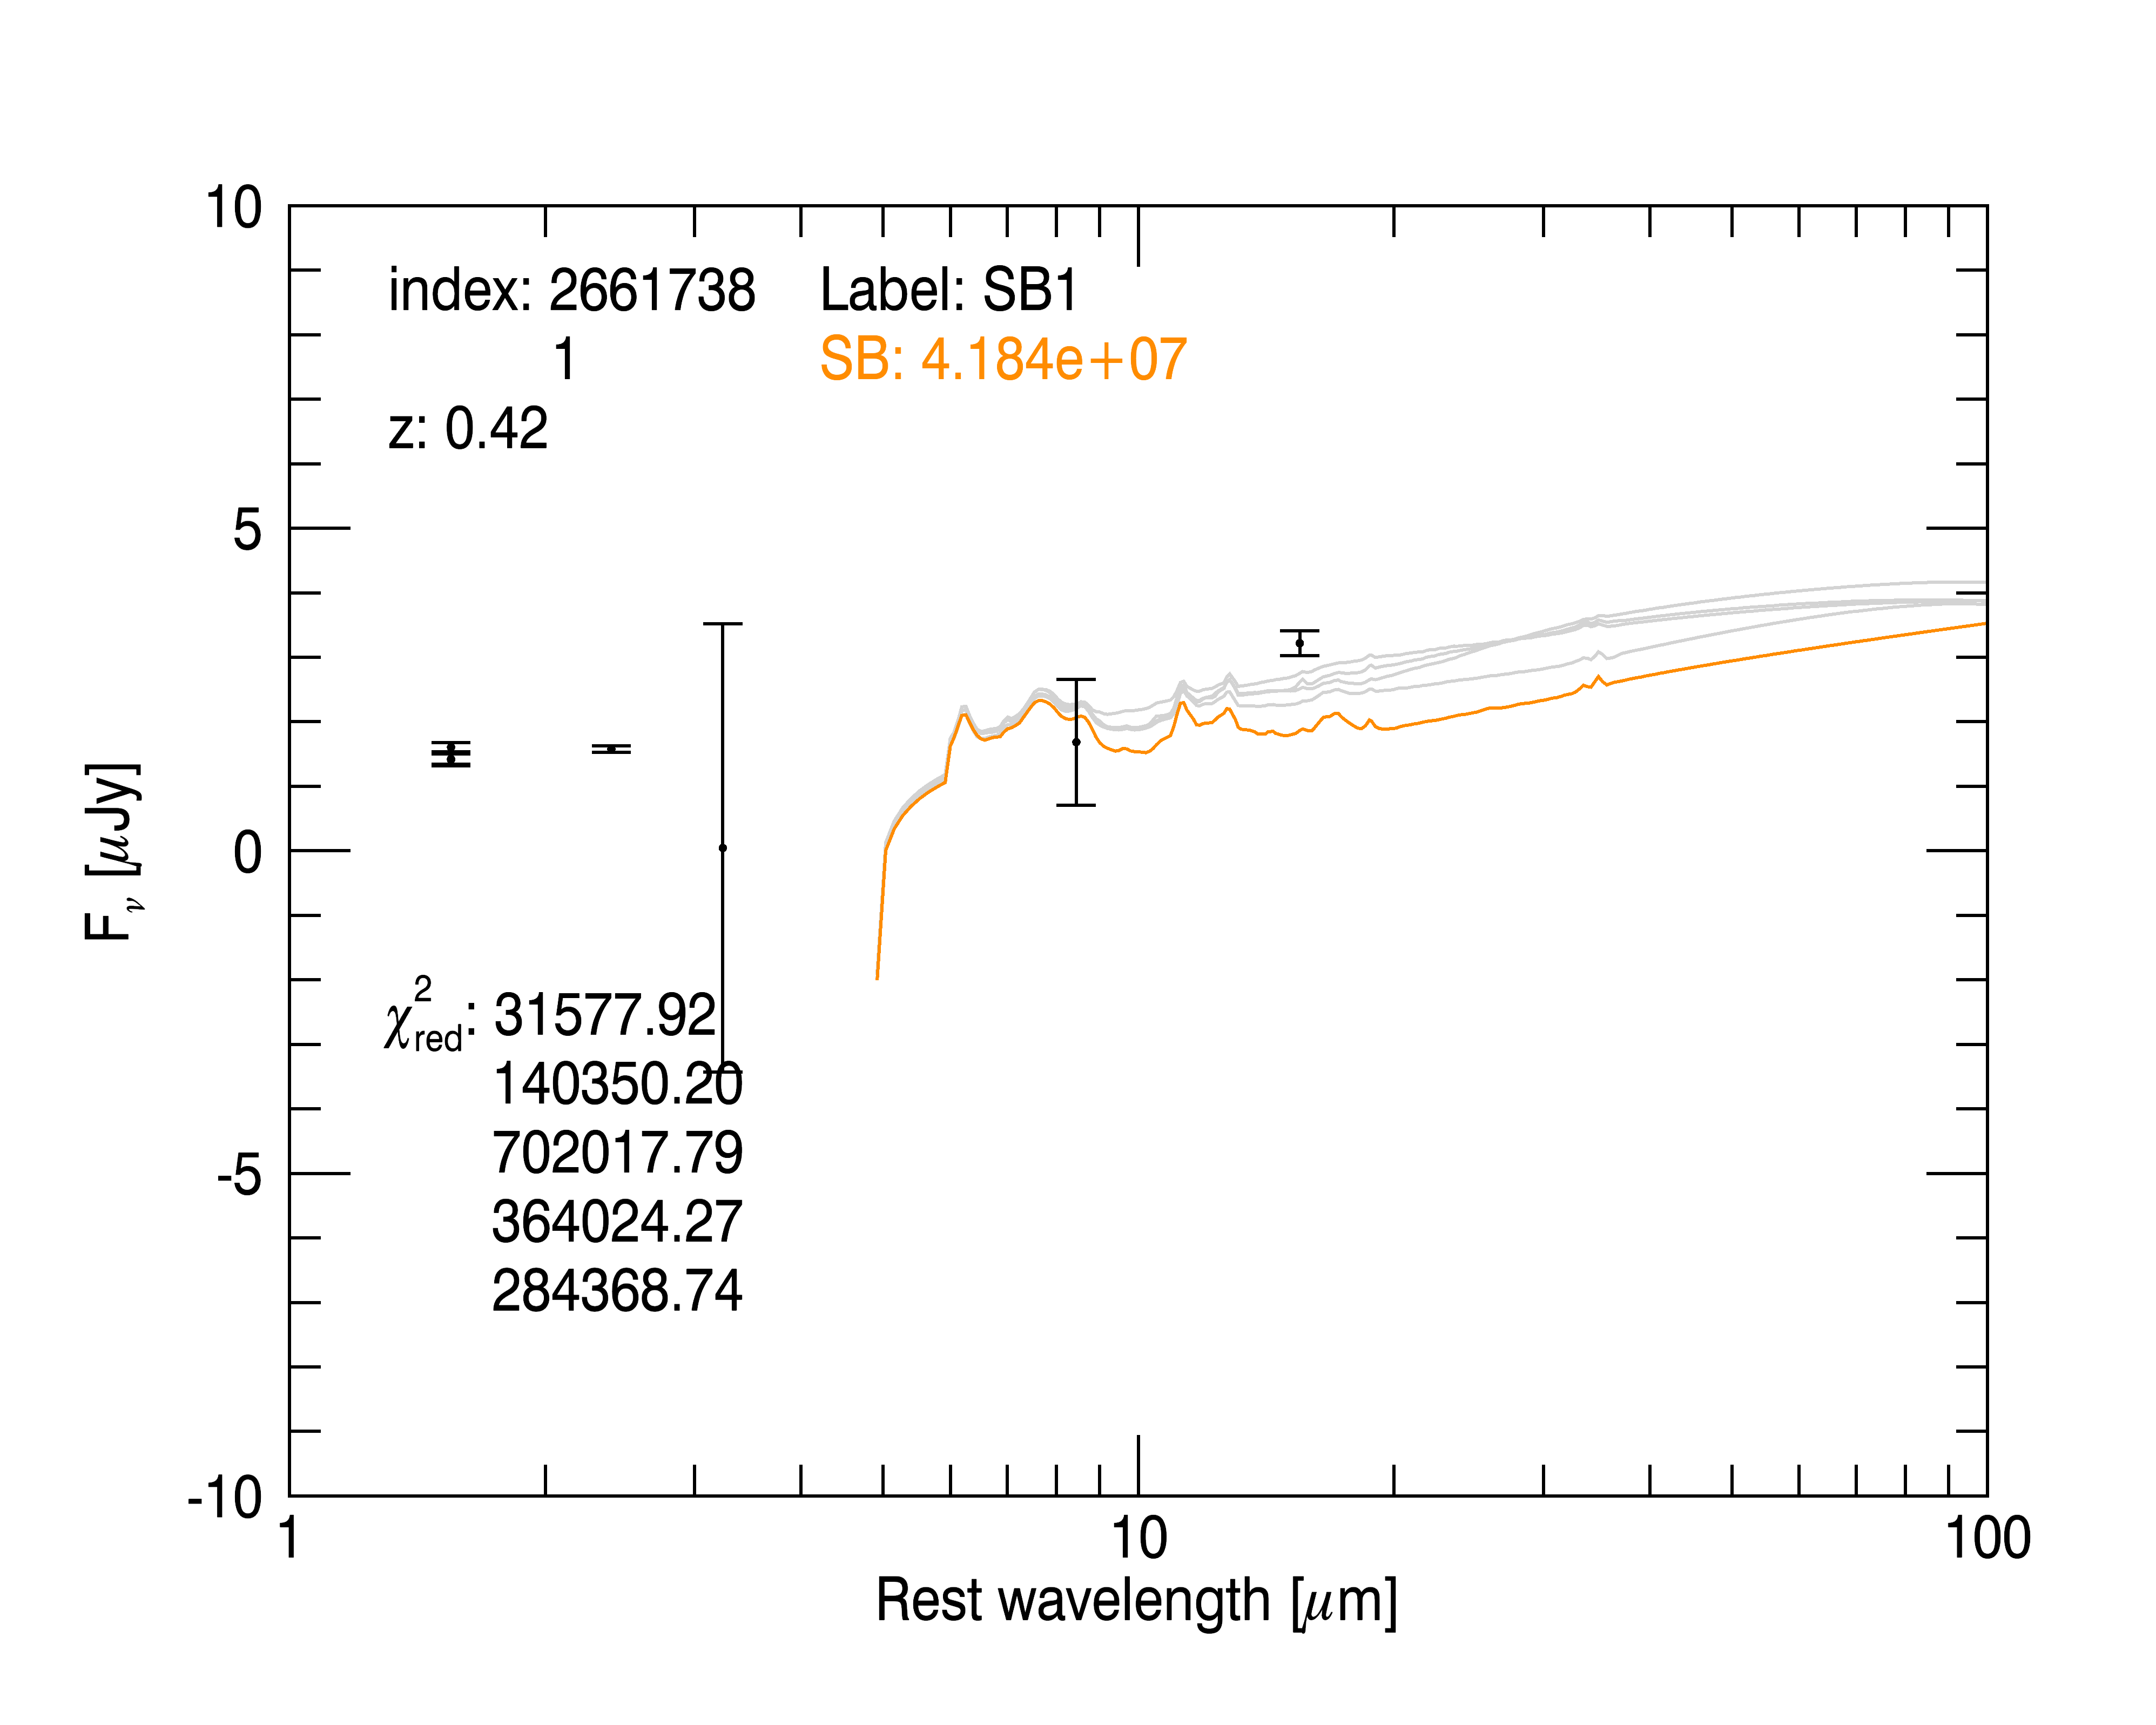 index: 2661738 Label: SB1
1 SB: 4.184e+07
z: 0.42
10
5
0
-5
-10
F_ν [μJy]
χ²_red: 31577.92
140350.20
702017.79
364024.27
284368.74
1 10 100
Rest wavelength [μm]